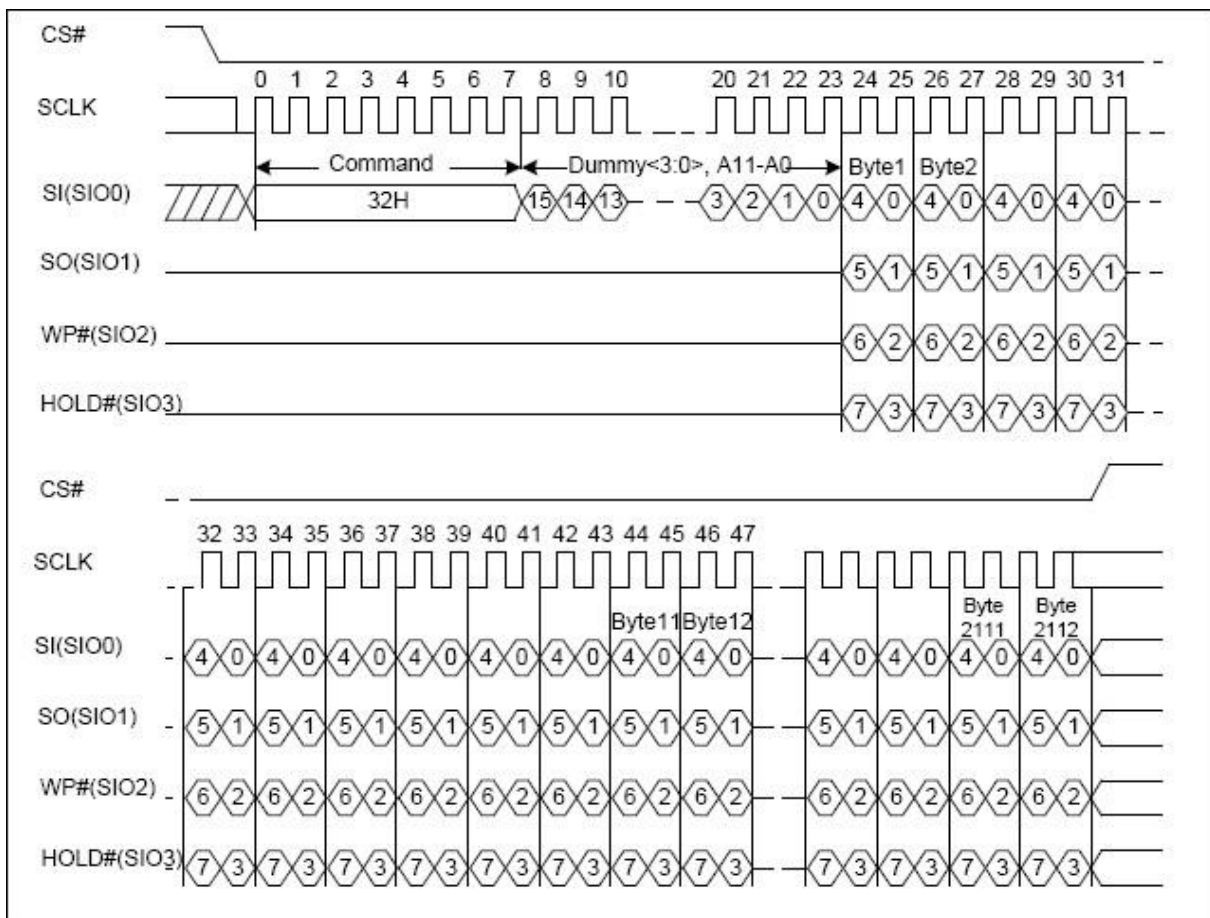 CS#
0 1 2 3 4 5 6 7 8 9 10 20 21 22 23 24 25 26 27 28 29 30 31
SCLK
Command Dummy<3:0>, A11-A0 Byte1 Byte2
SI(SIO0) 32H 15 14 13 3 2 1 0 4 0 4 0 4 0 4 0
SO(SIO1) 5 1 5 1 5 1 5 1
WP#(SIO2) 6 2 6 2 6 2 6 2
HOLD#(SIO3) 7 3 7 3 7 3 7 3
CS#
32 33 34 35 36 37 38 39 40 41 42 43 44 45 46 47
SCLK
Byte11 Byte12 Byte 2111 Byte 2112
SI(SIO0) 4 0 4 0 4 0 4 0 4 0 4 0 4 0 4 0 4 0 4 0 4 0 4 0
SO(SIO1) 5 1 5 1 5 1 5 1 5 1 5 1 5 1 5 1 5 1 5 1 5 1 5 1
WP#(SIO2) 6 2 6 2 6 2 6 2 6 2 6 2 6 2 6 2 6 2 6 2 6 2 6 2
HOLD#(SIO3) 7 3 7 3 7 3 7 3 7 3 7 3 7 3 7 3 7 3 7 3 7 3 7 3